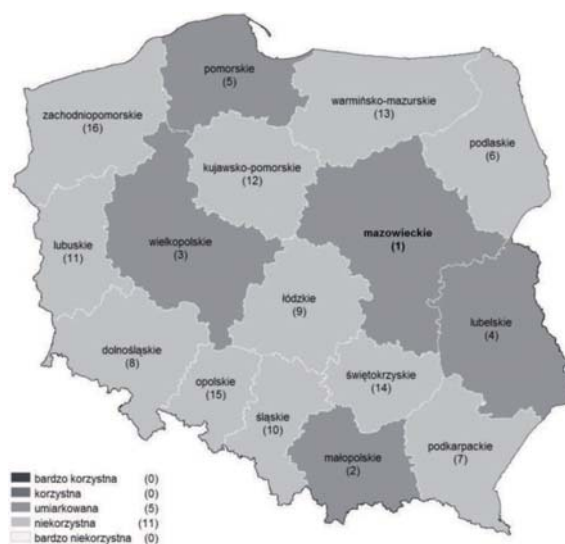 pomorskie
(5)
warmińsko-mazurskie
(13)
zachodniopomorskie
(16)
podlaskie
(6)
kujawsko-pomorskie
(12)
mazowieckie
(1)
wielkopolskie
(3)
lubuskie
(11)
łódzkie
(9)
lubelskie
(4)
dolnośląskie
(8)
opolskie
(15)
świętokrzyskie
(14)
śląskie
(10)
małopolskie
(2)
podkarpackie
(7)
bardzo korzystna (0)
korzystna (0)
umiarkowana (5)
niekorzystna (11)
bardzo niekorzystna (0)